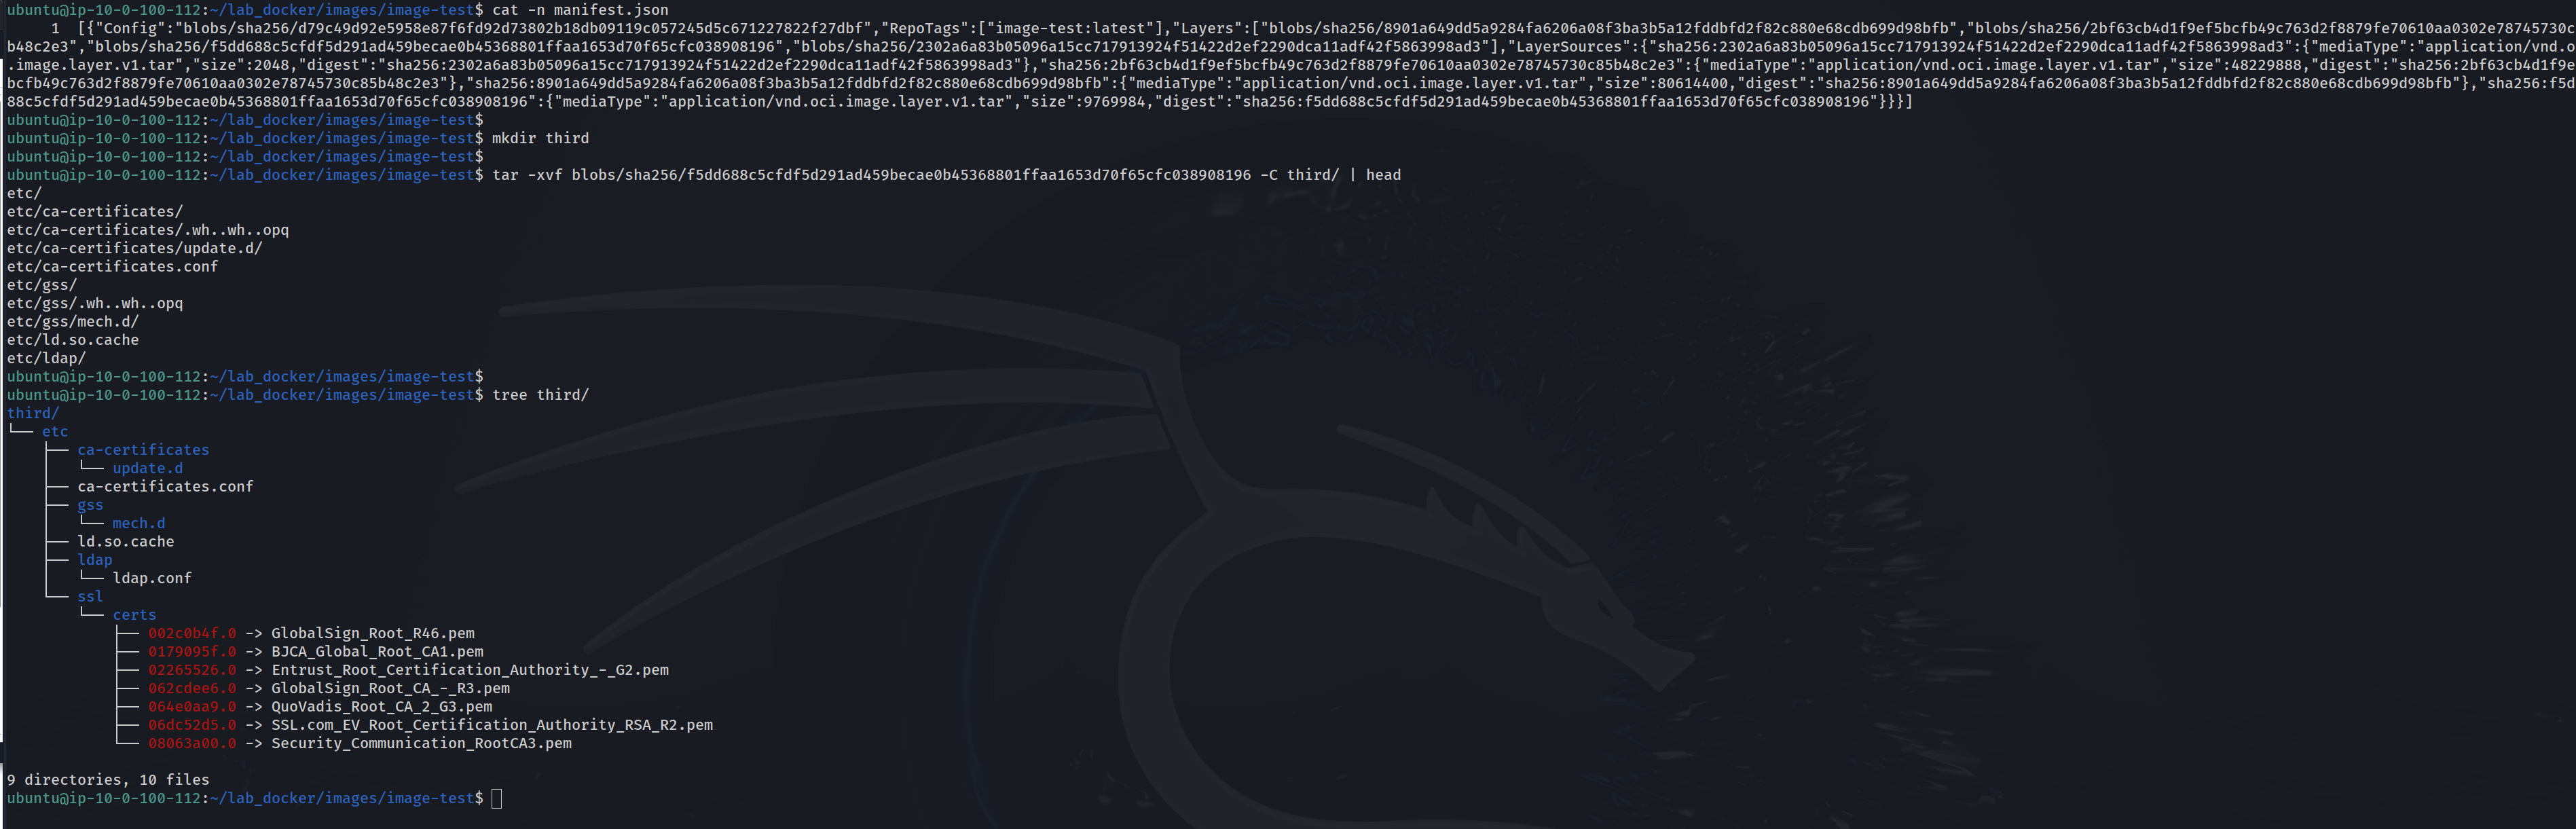 ubuntu@ip-10-0-100-112:~/lab_docker/images/image-test$ cat -n manifest.json
     1	[{"Config":"blobs/sha256/d79c49d92e5958e87f6fd92d73802b18db09119c057245d5c671227822f27dbf","RepoTags":["image-test:latest"],"Layers":["blobs/sha256/8901a649dd5a9284fa6206a08f3ba3b5a12fddbfd2f82c880e68cdb699d98bfb","blobs/sha256/2bf63cb4d1f9ef5bcfb49c763d2f8879fe70610aa0302e78745730c
b48c2e3","blobs/sha256/f5dd688c5cfdf5d291ad459becae0b45368801ffaa1653d70f65cfc038908196","blobs/sha256/2302a6a83b05096a15cc717913924f51422d2ef2290dca11adf42f5863998ad3"],"LayerSources":{"sha256:2302a6a83b05096a15cc717913924f51422d2ef2290dca11adf42f5863998ad3":{"mediaType":"application/vnd.o
.image.layer.v1.tar","size":2048,"digest":"sha256:2302a6a83b05096a15cc717913924f51422d2ef2290dca11adf42f5863998ad3"},"sha256:2bf63cb4d1f9ef5bcfb49c763d2f8879fe70610aa0302e78745730c85b48c2e3":{"mediaType":"application/vnd.oci.image.layer.v1.tar","size":48229888,"digest":"sha256:2bf63cb4d1f9e
bcfb49c763d2f8879fe70610aa0302e78745730c85b48c2e3"},"sha256:8901a649dd5a9284fa6206a08f3ba3b5a12fddbfd2f82c880e68cdb699d98bfb":{"mediaType":"application/vnd.oci.image.layer.v1.tar","size":80614400,"digest":"sha256:8901a649dd5a9284fa6206a08f3ba3b5a12fddbfd2f82c880e68cdb699d98bfb"},"sha256:f5d
88c5cfdf5d291ad459becae0b45368801ffaa1653d70f65cfc038908196":{"mediaType":"application/vnd.oci.image.layer.v1.tar","size":9769984,"digest":"sha256:f5dd688c5cfdf5d291ad459becae0b45368801ffaa1653d70f65cfc038908196"}}}]
ubuntu@ip-10-0-100-112:~/lab_docker/images/image-test$
ubuntu@ip-10-0-100-112:~/lab_docker/images/image-test$ mkdir third
ubuntu@ip-10-0-100-112:~/lab_docker/images/image-test$
ubuntu@ip-10-0-100-112:~/lab_docker/images/image-test$ tar -xvf blobs/sha256/f5dd688c5cfdf5d291ad459becae0b45368801ffaa1653d70f65cfc038908196 -C third/ | head
etc/
etc/ca-certificates/
etc/ca-certificates/.wh..wh..opq
etc/ca-certificates/update.d/
etc/ca-certificates.conf
etc/gss/
etc/gss/.wh..wh..opq
etc/gss/mech.d/
etc/ld.so.cache
etc/ldap/
ubuntu@ip-10-0-100-112:~/lab_docker/images/image-test$
ubuntu@ip-10-0-100-112:~/lab_docker/images/image-test$ tree third/
third/
└── etc
    ├── ca-certificates
    │   └── update.d
    ├── ca-certificates.conf
    ├── gss
    │   └── mech.d
    ├── ld.so.cache
    ├── ldap
    │   └── ldap.conf
    └── ssl
        └── certs
            ├── 002c0b4f.0 -> GlobalSign_Root_R46.pem
            ├── 0179095f.0 -> BJCA_Global_Root_CA1.pem
            ├── 02265526.0 -> Entrust_Root_Certification_Authority_-_G2.pem
            ├── 062cdee6.0 -> GlobalSign_Root_CA_-_R3.pem
            ├── 064e0aa9.0 -> QuoVadis_Root_CA_2_G3.pem
            ├── 06dc52d5.0 -> SSL.com_EV_Root_Certification_Authority_RSA_R2.pem
            └── 08063a00.0 -> Security_Communication_RootCA3.pem
9 directories, 10 files
ubuntu@ip-10-0-100-112:~/lab_docker/images/image-test$